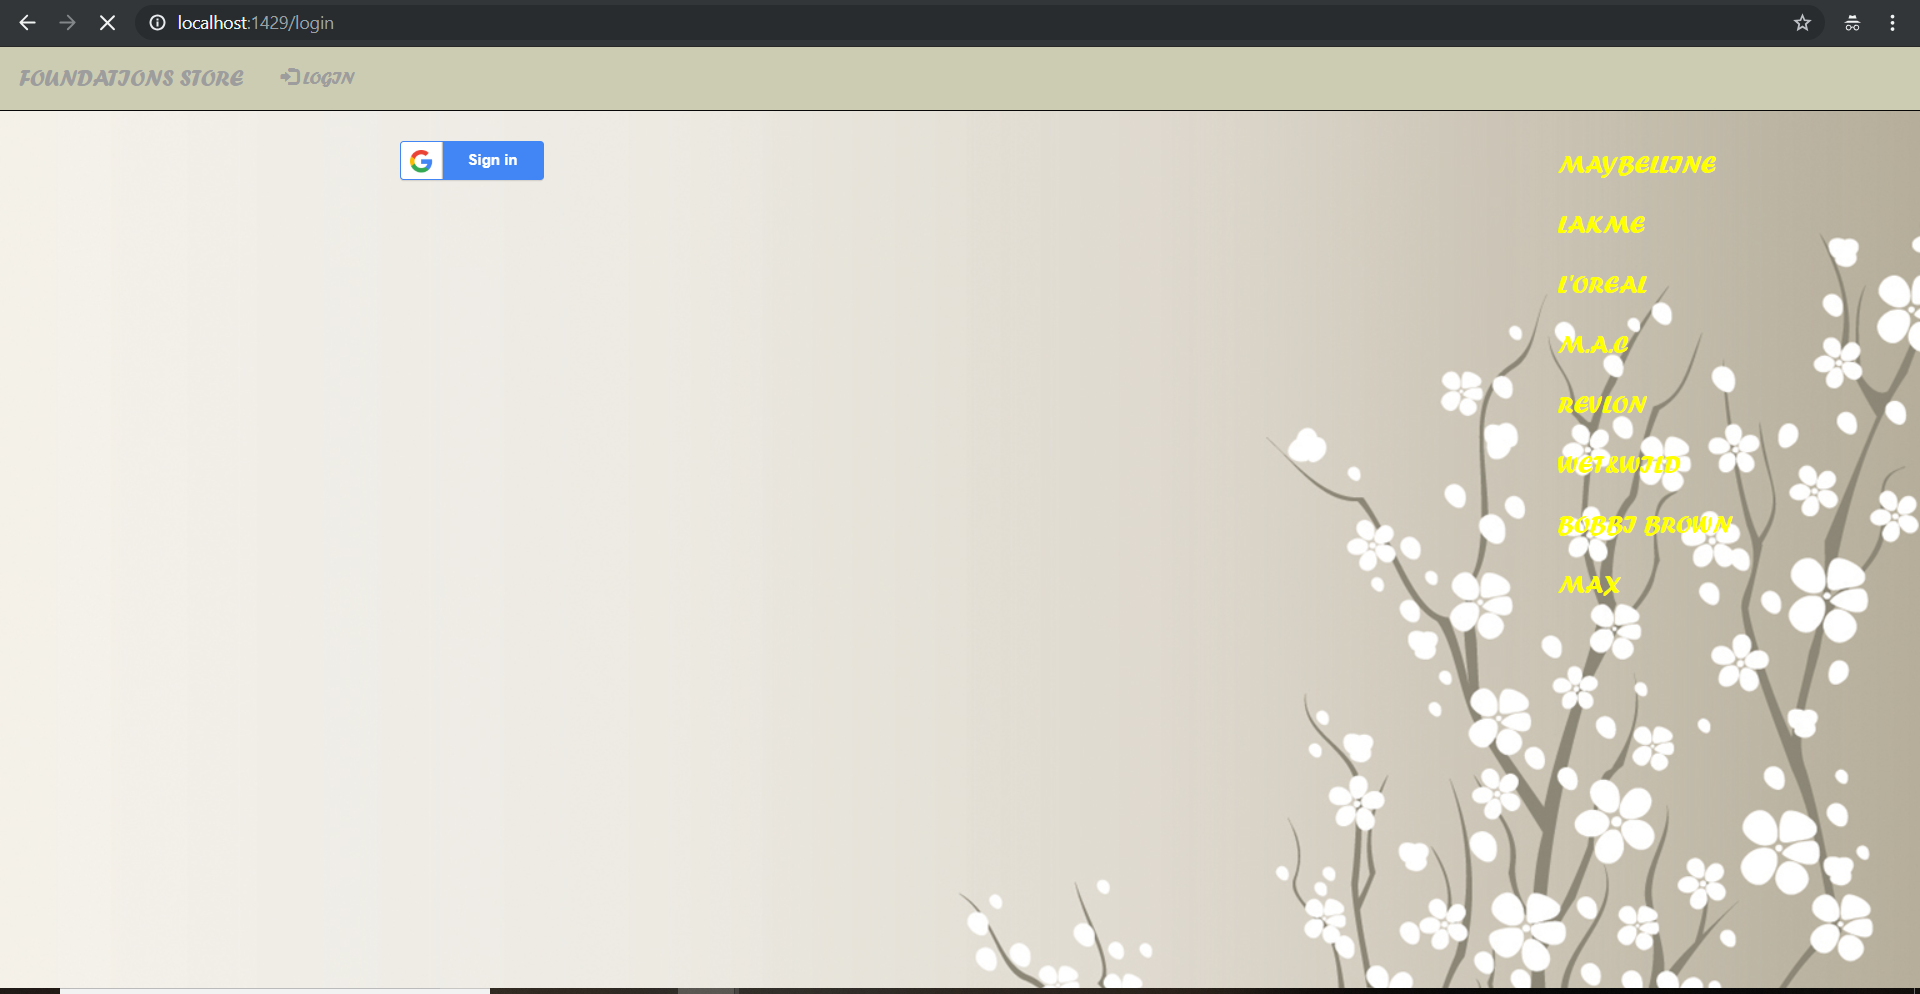 localhost:1429/login
FOUNDATIONS STORE LOGIN
G Sign in
MAYBELLINE
LAKME
L'OREAL
M.A.C
REVLON
WET&WILD
BOBBI BROWN
MAX